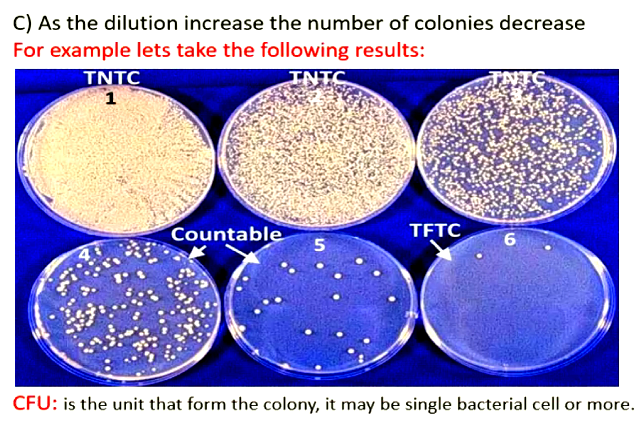 C) As the dilution increase the number of colonies decrease
For example lets take the following results:
TNTC TNTC TNTC
1 2 3
Countable TFTC
4 5 6
CFU: is the unit that form the colony, it may be single bacterial cell or more.